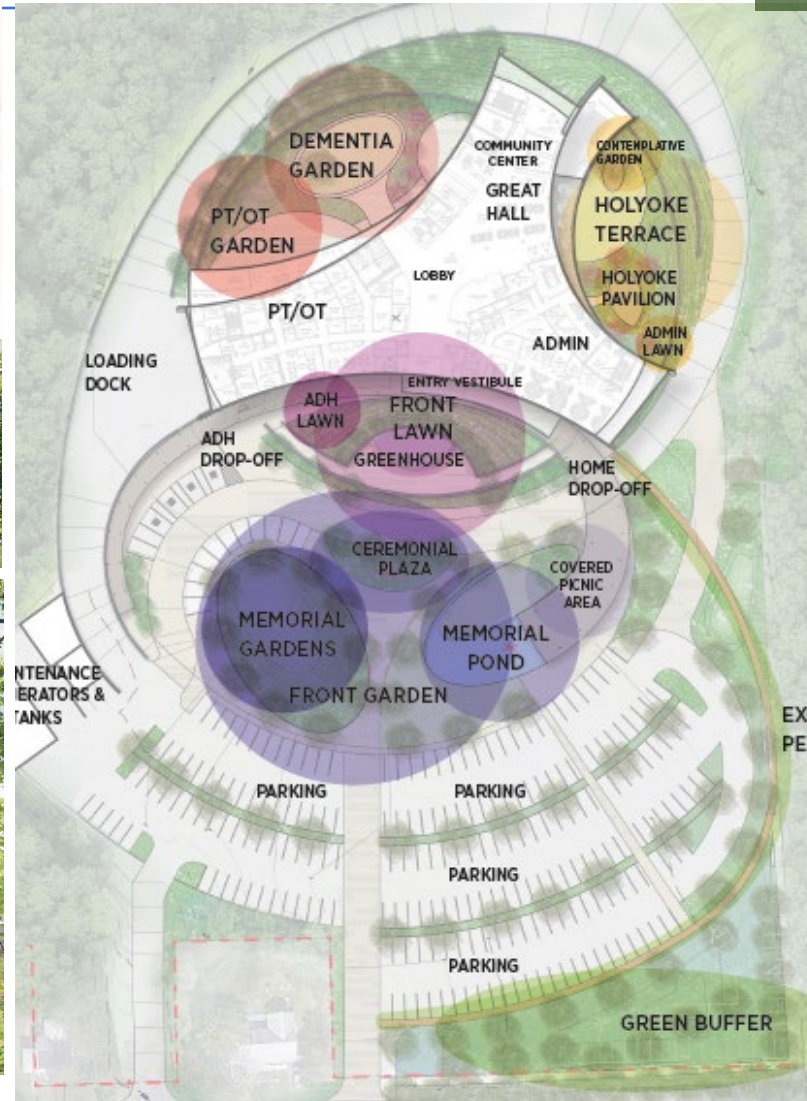 DEMENTIA
GARDEN
COMMUNITY
CENTER
CONTEMPLATIVE
GARDEN
GREAT
HALL
HOLYOKE
TERRACE
PT/OT
GARDEN
LOBBY
HOLYOKE
PAVILION
PT/OT
ADMIN
ADMIN
LAWN
LOADING
DOCK
ENTRY VESTIBULE
ADH
LAWN
FRONT
LAWN
ADH
DROP-OFF
GREENHOUSE
HOME
DROP-OFF
CEREMONIAL
PLAZA
COVERED
PICNIC
AREA
MEMORIAL
GARDENS
MEMORIAL
POND
NTENANCE
ERATORS &
TANKS
FRONT GARDEN
EX
PE
PARKING
PARKING
PARKING
PARKING
GREEN BUFFER